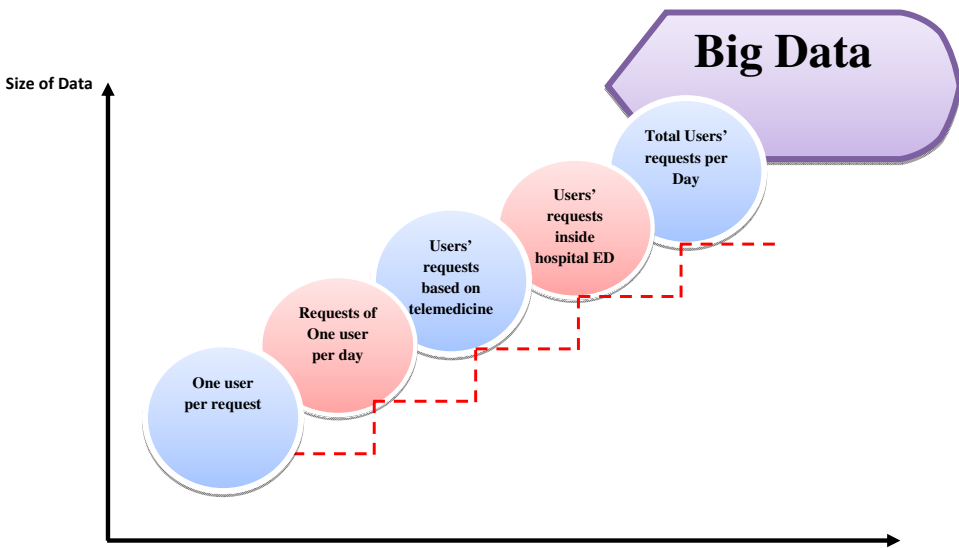 Big Data
Size of Data
Total Users’
requests per
Day
Users’
requests
inside
hospital ED
Users’
requests
based on
telemedicine
Requests of
One user
per day
One user
per request